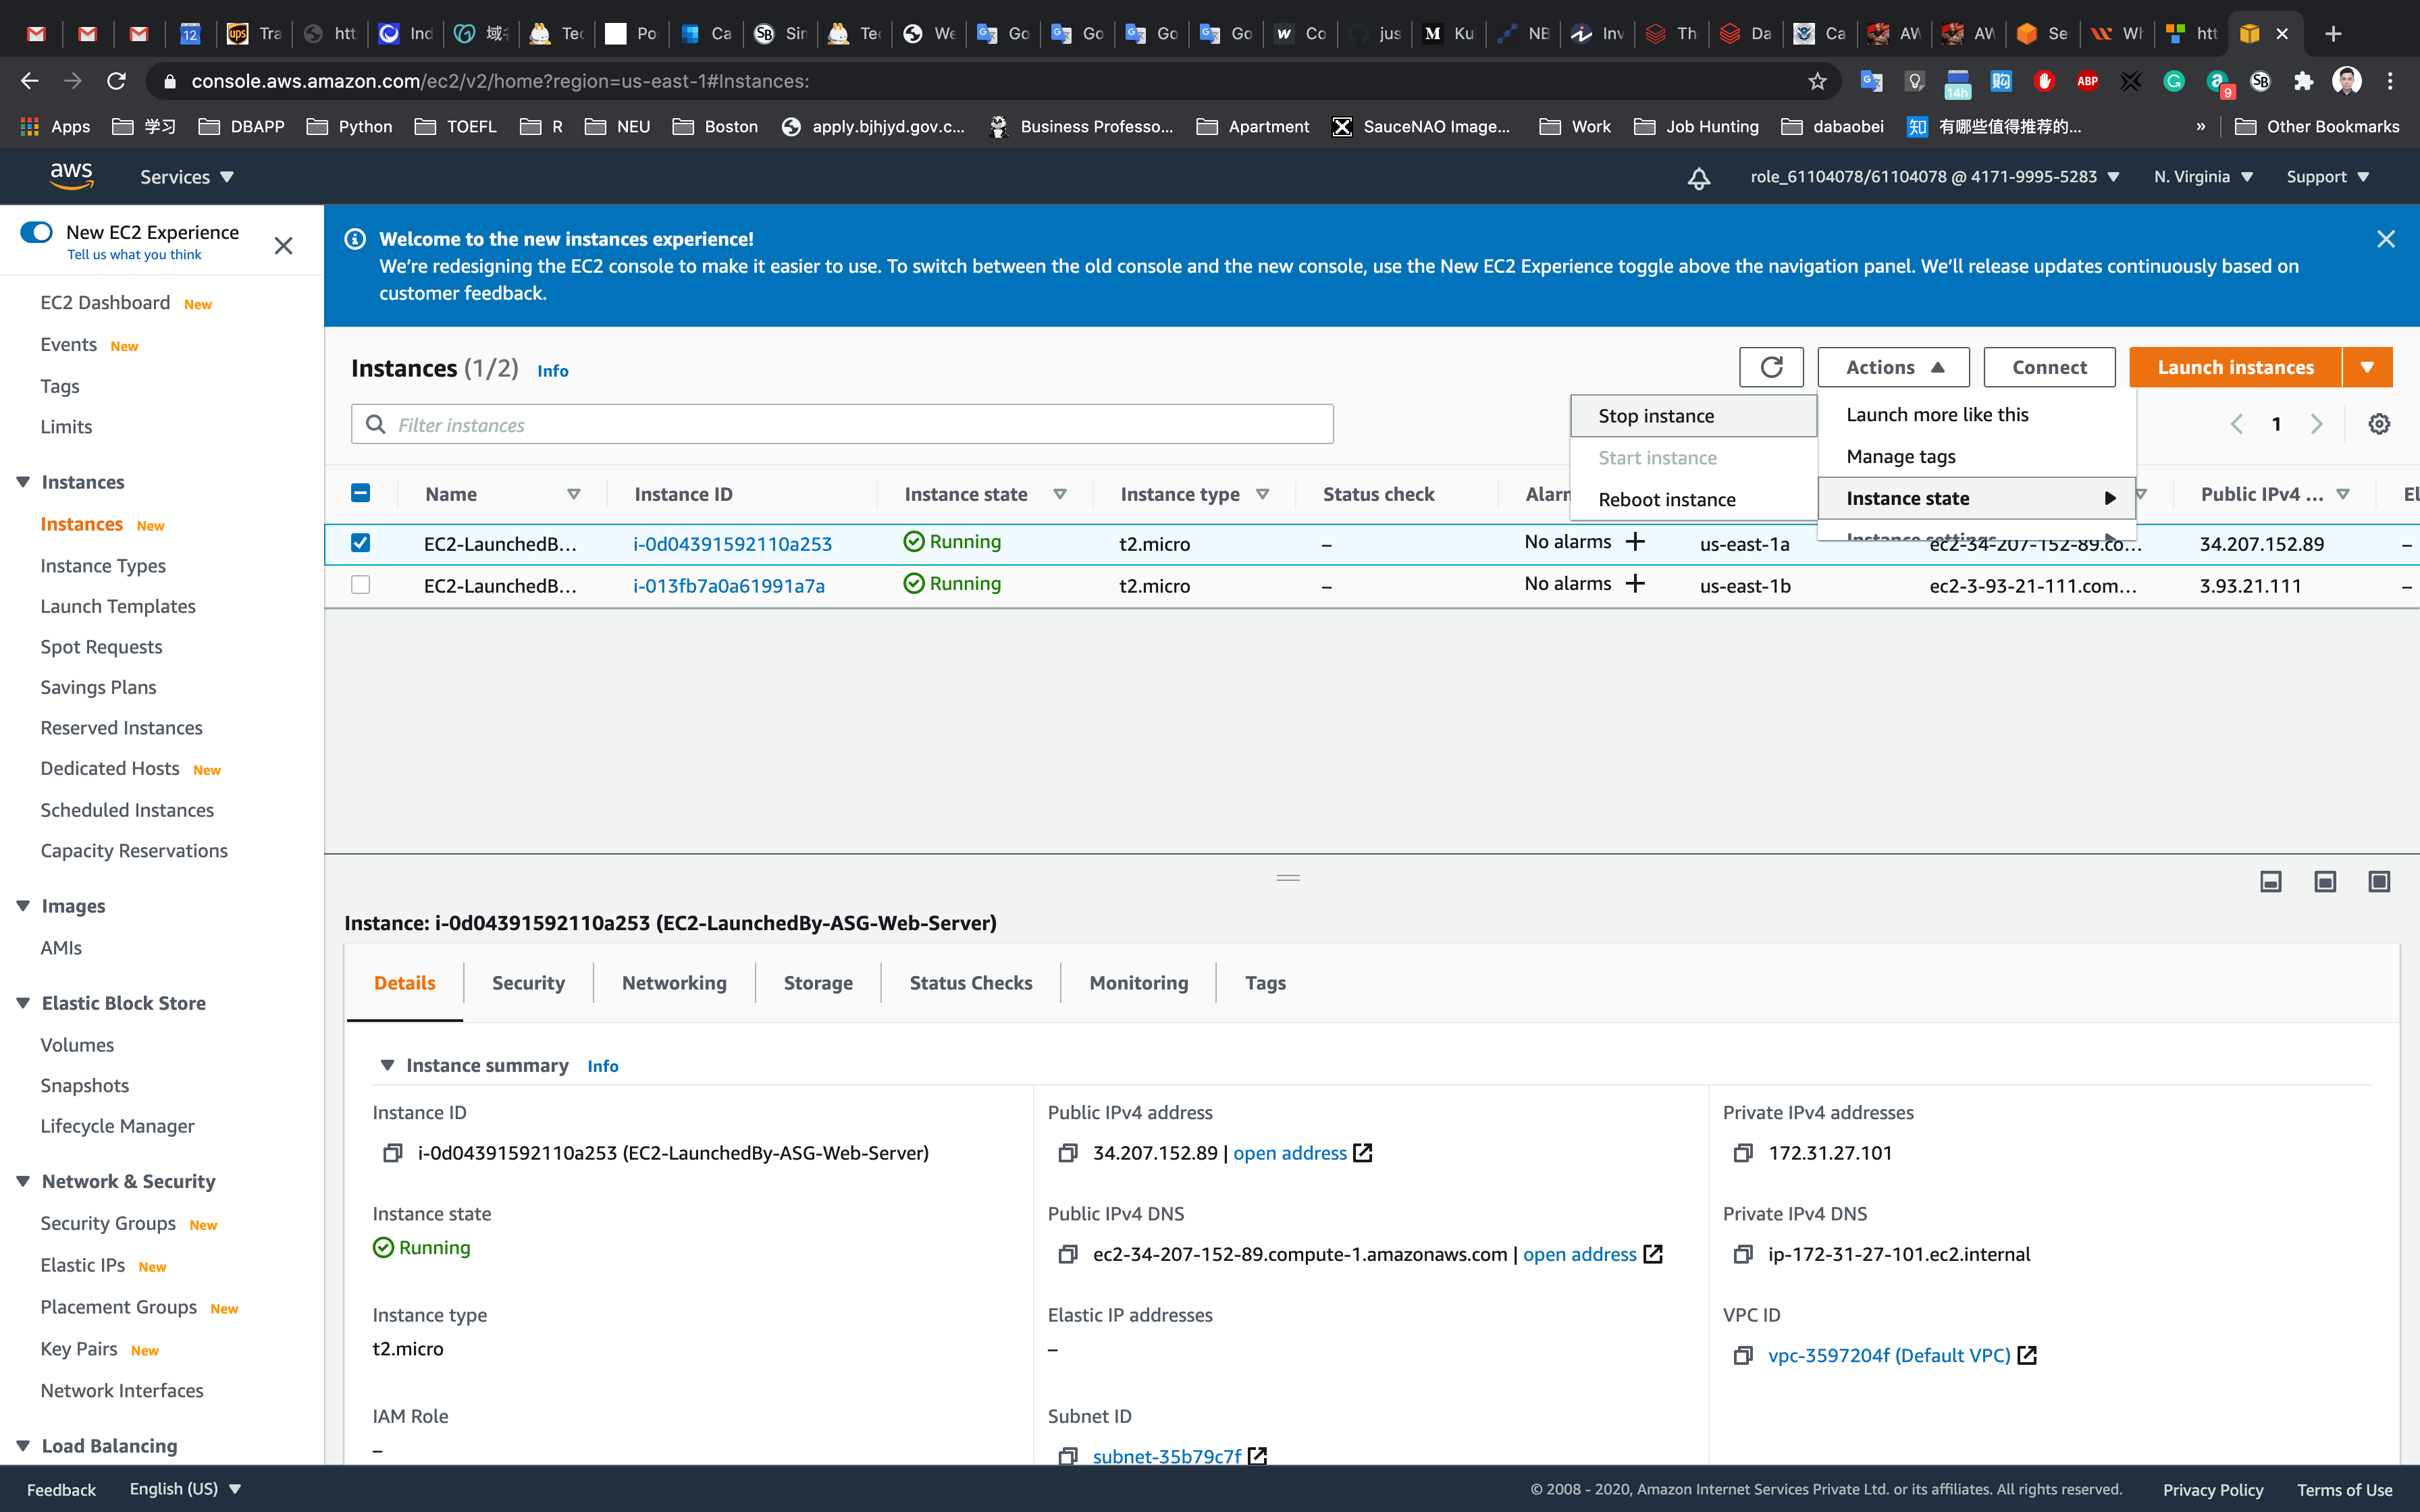 12
Tra
htt
Ind
域名
Tec
Po
Ca
SB
Sin
Tec
We
Go
Go
Go
Go
Co
jus
Ku
NB
Inv
Th
Da
Ca
AW
AW
Se
Wh
htt
console.aws.amazon.com/ec2/v2/home?region=us-east-1#Instances:
14h
ABP
9
SB
Apps
学习
DBAPP
Python
TOEFL
R
NEU
Boston
apply.bjhjyd.gov.c...
Business Professo...
Apartment
SauceNAO Image...
Work
Job Hunting
dabaobei
知 有哪些值得推荐的...
»
Other Bookmarks
aws
Services
role_61104078/61104078 @ 4171-9995-5283
N. Virginia
Support
New EC2 Experience
Tell us what you think
EC2 Dashboard New
Events New
Tags
Limits
Instances
Instances New
Instance Types
Launch Templates
Spot Requests
Savings Plans
Reserved Instances
Dedicated Hosts New
Scheduled Instances
Capacity Reservations
Images
AMIs
Elastic Block Store
Volumes
Snapshots
Lifecycle Manager
Network & Security
Security Groups New
Elastic IPs New
Placement Groups New
Key Pairs New
Network Interfaces
Load Balancing
Welcome to the new instances experience!
We’re redesigning the EC2 console to make it easier to use. To switch between the old console and the new console, use the New EC2 Experience toggle above the navigation panel. We’ll release updates continuously based on
customer feedback.
Instances (1/2) Info
Actions
Connect
Launch instances
Filter instances
Stop instance
Start instance
Reboot instance
Launch more like this
Manage tags
Instance state
Instance settings
1
Name
Instance ID
Instance state
Instance type
Status check
Alarm
Public IPv4 ...
El
EC2-LaunchedB... i-0d04391592110a253 Running t2.micro – No alarms + us-east-1a ec2-34-207-152-89.co... 34.207.152.89 –
EC2-LaunchedB... i-013fb7a0a61991a7a Running t2.micro – No alarms + us-east-1b ec2-3-93-21-111.com... 3.93.21.111 –
Instance: i-0d04391592110a253 (EC2-LaunchedBy-ASG-Web-Server)
Details
Security
Networking
Storage
Status Checks
Monitoring
Tags
Instance summary Info
Instance ID
i-0d04391592110a253 (EC2-LaunchedBy-ASG-Web-Server)
Public IPv4 address
34.207.152.89 | open address
Private IPv4 addresses
172.31.27.101
Instance state
Running
Public IPv4 DNS
ec2-34-207-152-89.compute-1.amazonaws.com | open address
Private IPv4 DNS
ip-172-31-27-101.ec2.internal
Instance type
t2.micro
Elastic IP addresses
–
VPC ID
vpc-3597204f (Default VPC)
IAM Role
–
Subnet ID
subnet-35b79c7f
Feedback
English (US)
© 2008 - 2020, Amazon Internet Services Private Ltd. or its affiliates. All rights reserved.
Privacy Policy
Terms of Use